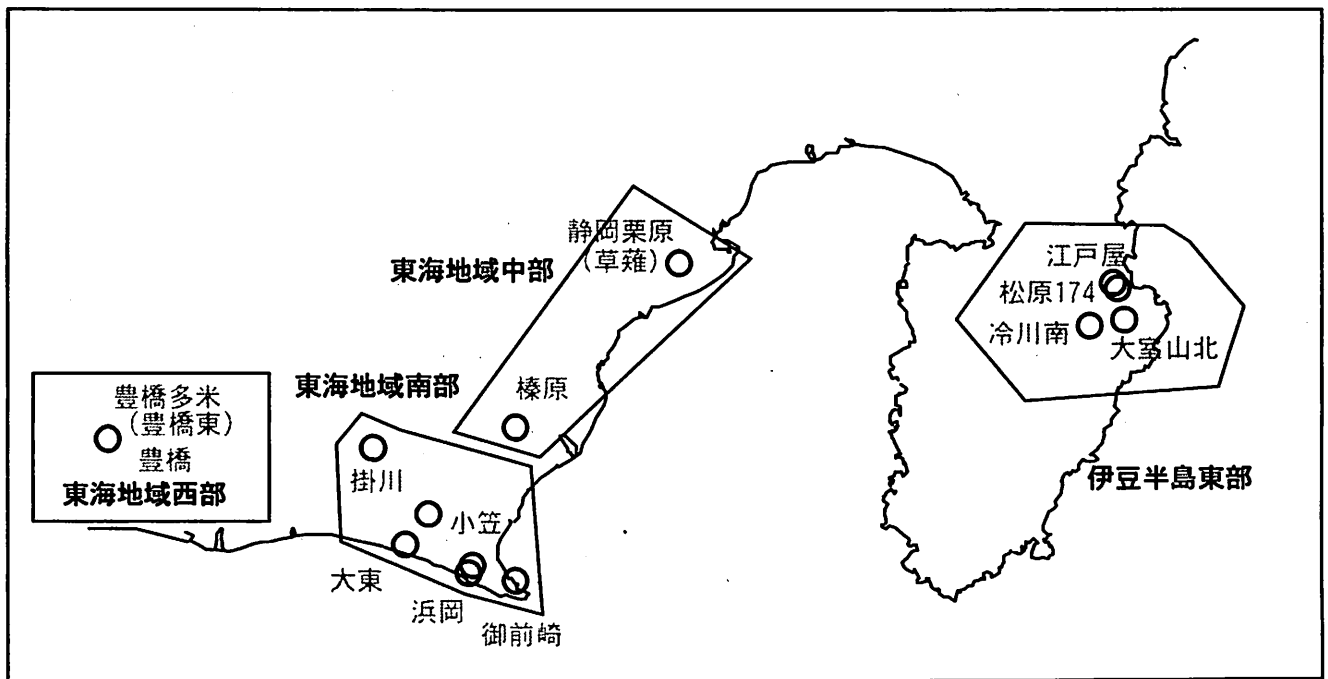 静岡栗原
（草薙）
東海地域中部
江戸屋
松原174
冷川南
大室山北
東海地域南部
榛原
豊橋多米
（豊橋東）
豊橋
東海地域西部
掛川
小笠
伊豆半島東部
大東
浜岡
御前崎